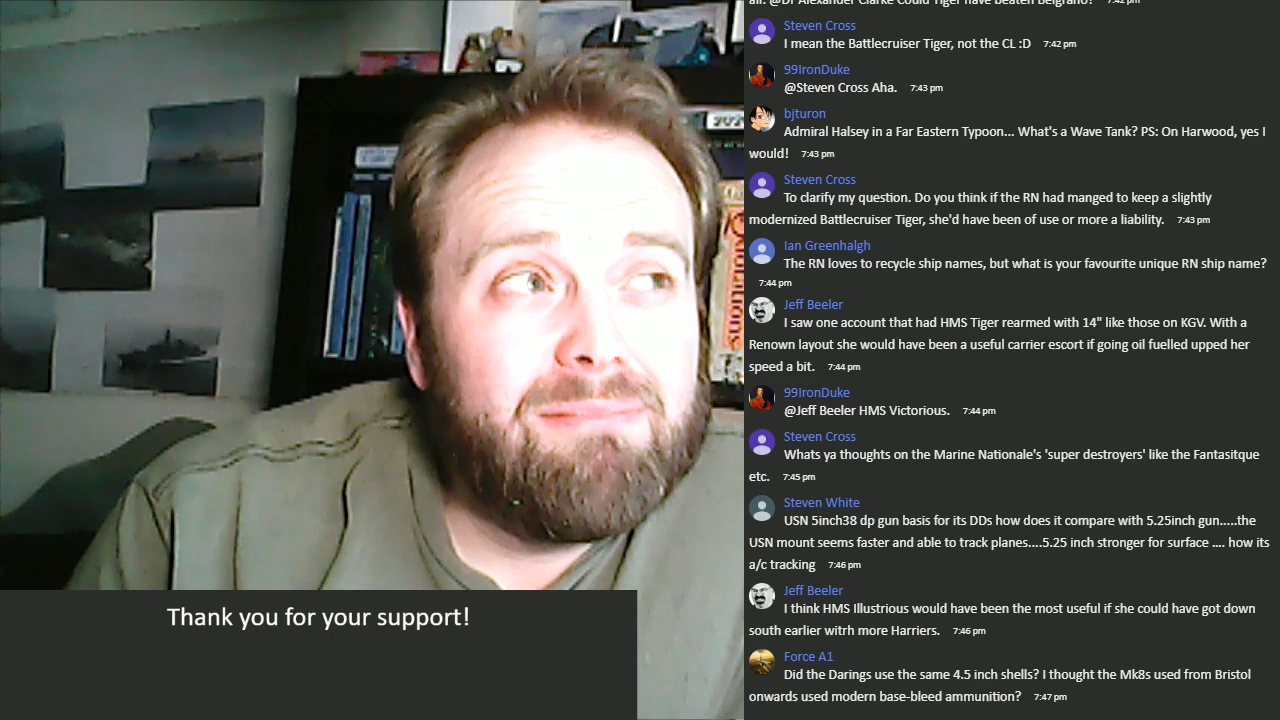 Thank you for your support!
air. @Dr Alexander Clarke Could Tiger have beaten Belgrano? 7:42 pm
Steven Cross
I mean the Battlecruiser Tiger, not the CL :D 7:42 pm
99IronDuke
@Steven Cross Aha. 7:43 pm
bjturon
Admiral Halsey in a Far Eastern Typoon... What's a Wave Tank? PS: On Harwood, yes I
would! 7:43 pm
Steven Cross
To clarify my question. Do you think if the RN had manged to keep a slightly
modernized Battlecruiser Tiger, she'd have been of use or more a liability. 7:43 pm
Ian Greenhalgh
The RN loves to recycle ship names, but what is your favourite unique RN ship name?
7:44 pm
Jeff Beeler
I saw one account that had HMS Tiger rearmed with 14" like those on KGV. With a
Renown layout she would have been a useful carrier escort if going oil fuelled upped her
speed a bit. 7:44 pm
99IronDuke
@Jeff Beeler HMS Victorious. 7:44 pm
Steven Cross
Whats ya thoughts on the Marine Nationale's 'super destroyers' like the Fantasitque
etc. 7:45 pm
Steven White
USN 5inch38 dp gun basis for its DDs how does it compare with 5.25inch gun.....the
USN mount seems faster and able to track planes....5.25 inch stronger for surface .... how its
a/c tracking 7:46 pm
Jeff Beeler
I think HMS Illustrious would have been the most useful if she could have got down
south earlier witrh more Harriers. 7:46 pm
Force A1
Did the Darings use the same 4.5 inch shells? I thought the Mk8s used from Bristol
onwards used modern base-bleed ammunition? 7:47 pm